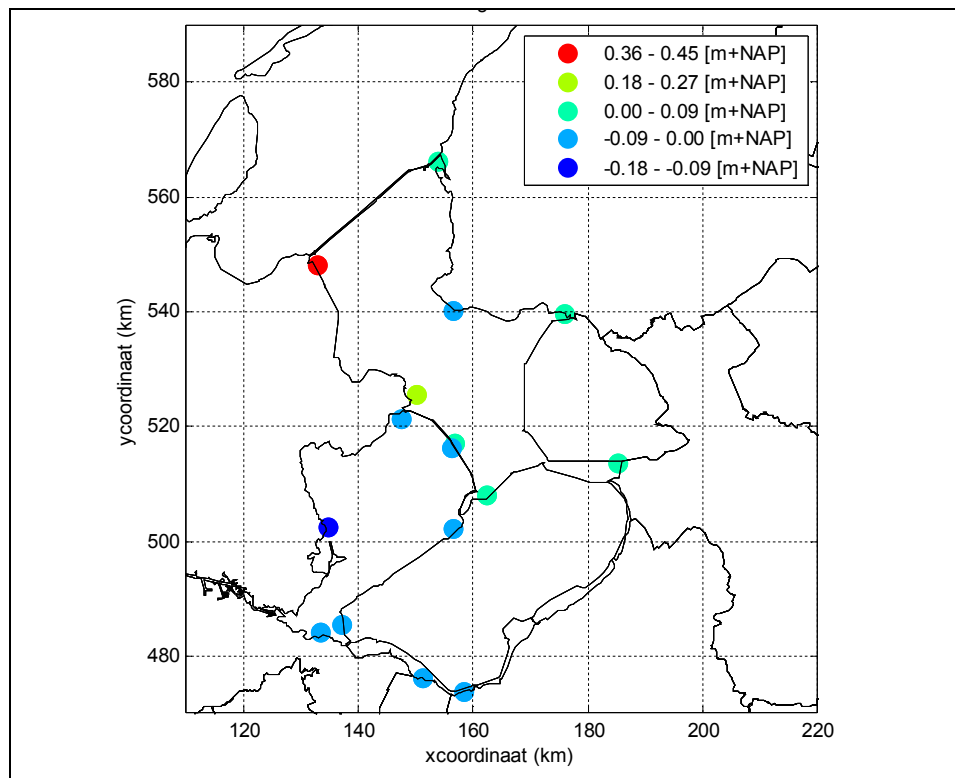 0.36 - 0.45 [m+NAP]
0.18 - 0.27 [m+NAP]
0.00 - 0.09 [m+NAP]
-0.09 - 0.00 [m+NAP]
-0.18 - -0.09 [m+NAP]
580
560
540
520
500
480
ycoordinaat (km)
120 140 160 180 200 220
xcoordinaat (km)